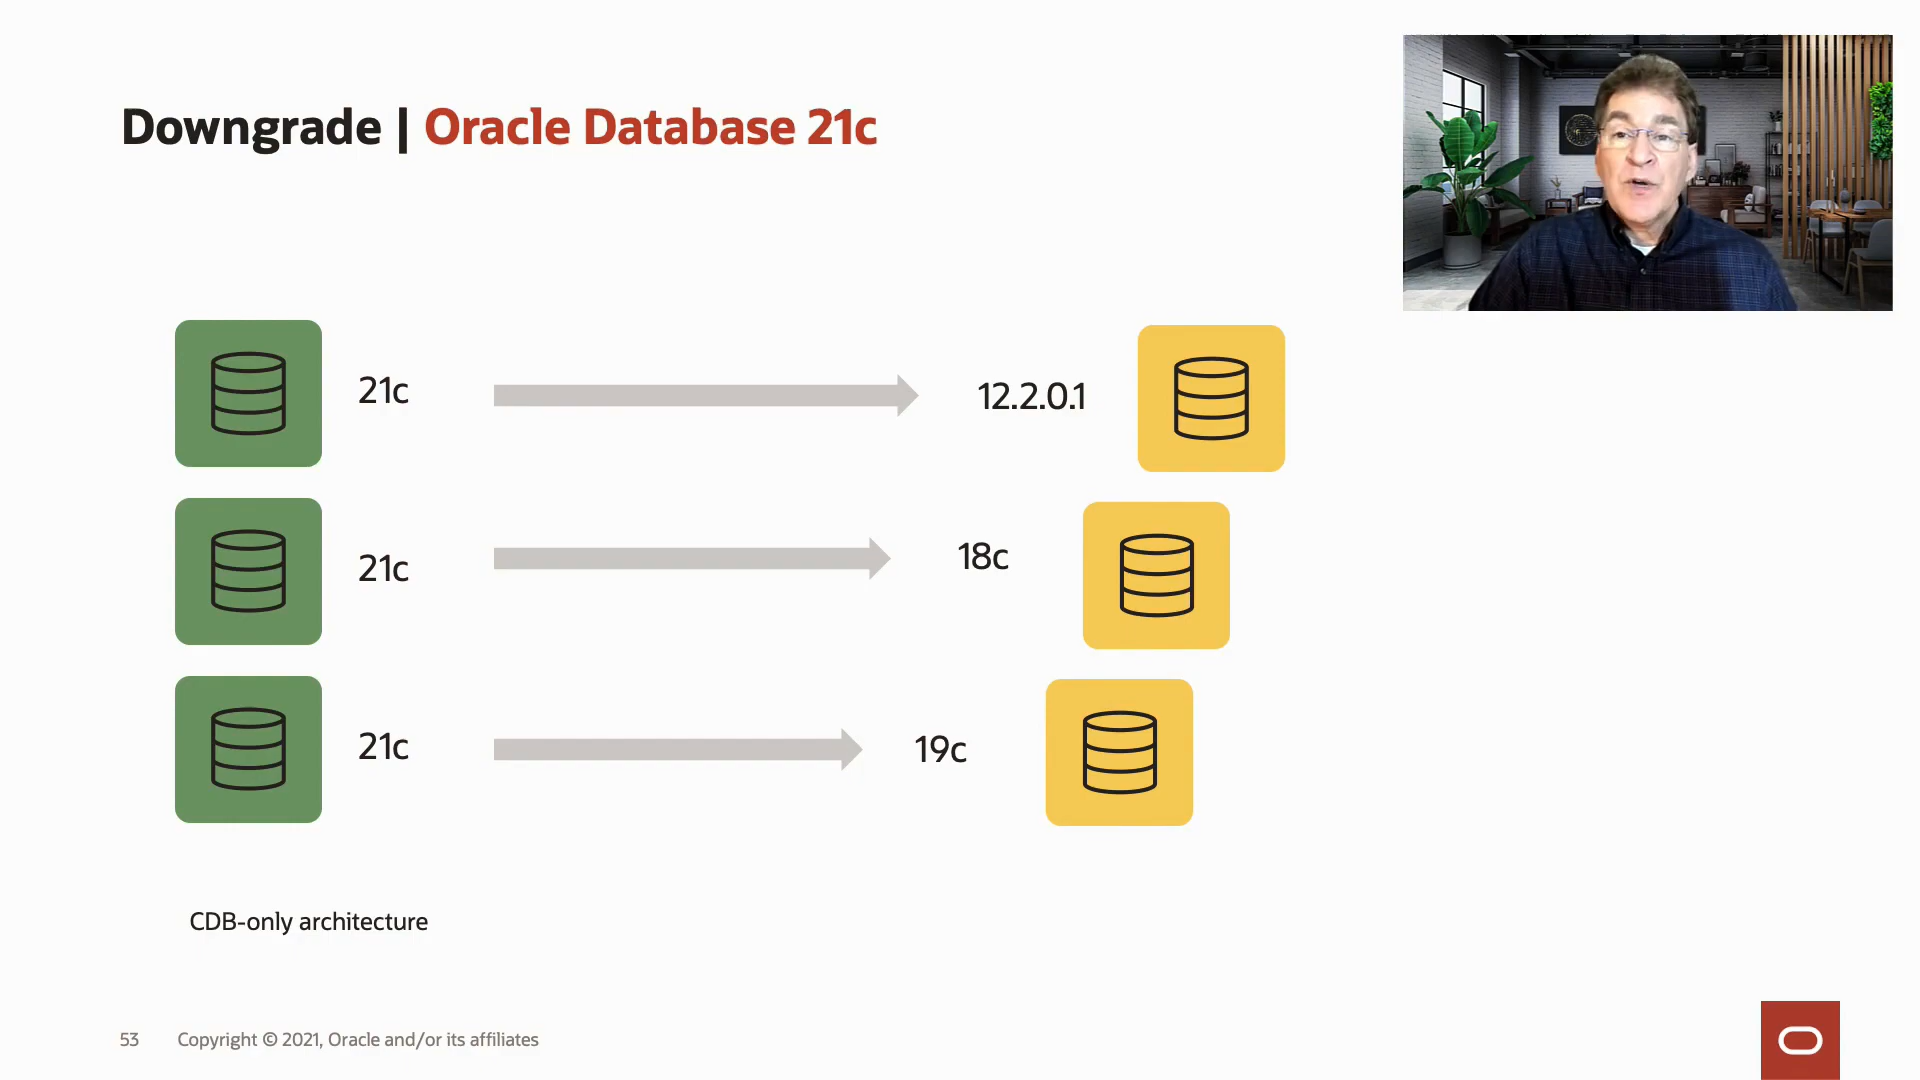 Downgrade | Oracle Database 21c
21c
12.2.0.1
21c
18c
21c
19c
CDB-only architecture
53
Copyright © 2021, Oracle and/or its affiliates